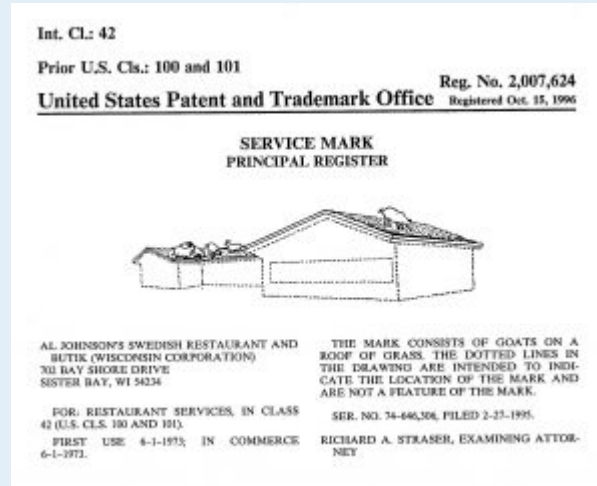 Int. Cl.: 42
Prior U.S. Cls.: 100 and 101
Reg. No. 2,007,624
United States Patent and Trademark Office Registered Oct. 15, 1996
SERVICE MARK
PRINCIPAL REGISTER
AL JOHNSON'S SWEDISH RESTAURANT AND
BUTIK (WISCONSIN CORPORATION)
702 BAY SHORE DRIVE
SISTER BAY, WI 54234
FOR: RESTAURANT SERVICES, IN CLASS
42 (U.S. CLS. 100 AND 101).
FIRST USE 6-1-1973; IN COMMERCE
6-1-1973.
THE MARK CONSISTS OF GOATS ON A
ROOF OF GRASS. THE DOTTED LINES IN
THE DRAWING ARE INTENDED TO INDI-
CATE THE LOCATION OF THE MARK AND
ARE NOT A FEATURE OF THE MARK.
SER. NO. 74-646,306, FILED 2-27-1995.
RICHARD A. STRASER, EXAMINING ATTOR-
NEY